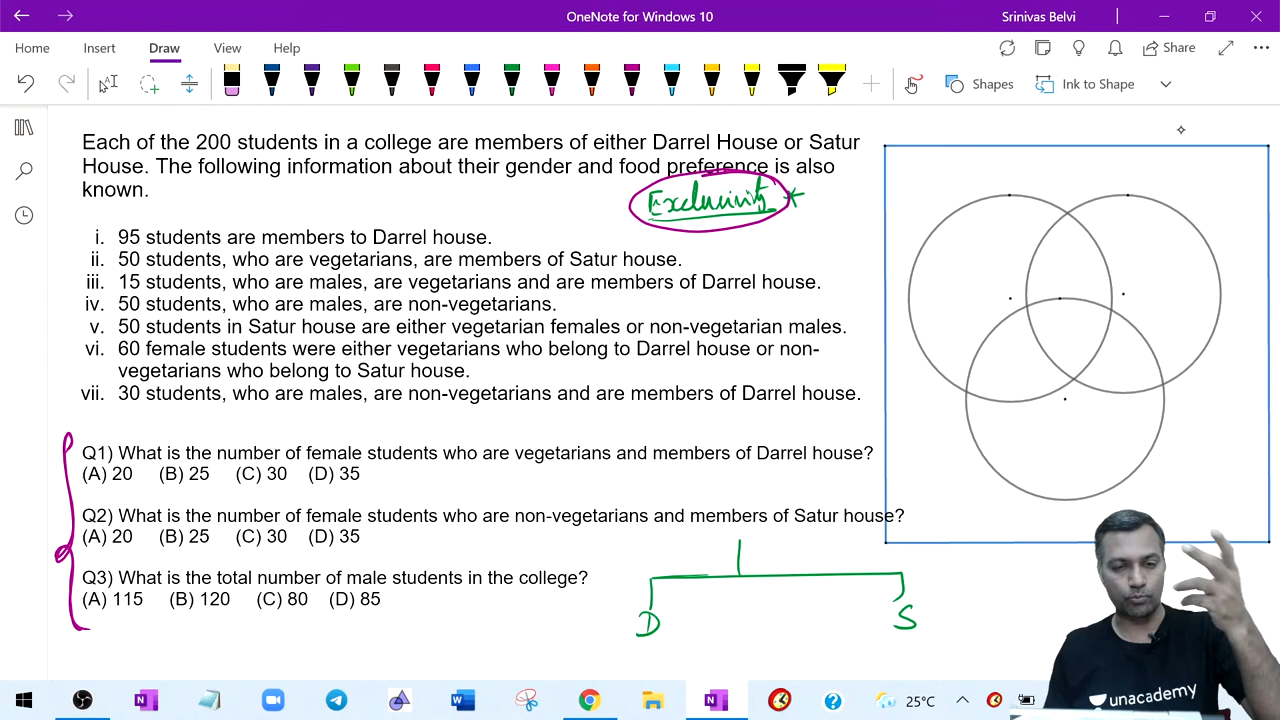 OneNote for Windows 10
Srinivas Belvi
Home Insert Draw View Help
Share
Shapes
Ink to Shape
Each of the 200 students in a college are members of either Darrel House or Satur
House. The following information about their gender and food preference is also
known.
Exclusivity
i. 95 students are members to Darrel house.
ii. 50 students, who are vegetarians, are members of Satur house.
iii. 15 students, who are males, are vegetarians and are members of Darrel house.
iv. 50 students, who are males, are non-vegetarians.
v. 50 students in Satur house are either vegetarian females or non-vegetarian males.
vi. 60 female students were either vegetarians who belong to Darrel house or non-
vegetarians who belong to Satur house.
vii. 30 students, who are males, are non-vegetarians and are members of Darrel house.
Q1) What is the number of female students who are vegetarians and members of Darrel house?
(A) 20 (B) 25 (C) 30 (D) 35
Q2) What is the number of female students who are non-vegetarians and members of Satur house?
(A) 20 (B) 25 (C) 30 (D) 35
Q3) What is the total number of male students in the college?
(A) 115 (B) 120 (C) 80 (D) 85
D S
unacademy
25°C